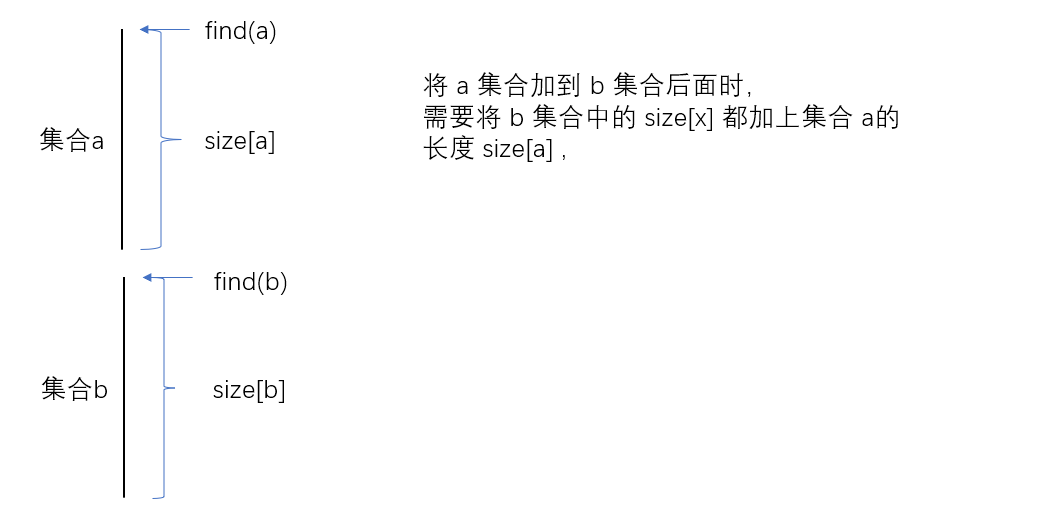 find(a)
将 a 集合加到 b 集合后面时,
需要将 b 集合中的 size[x] 都加上集合 a的
长度 size[a] ,
集合a
size[a]
find(b)
集合b
size[b]